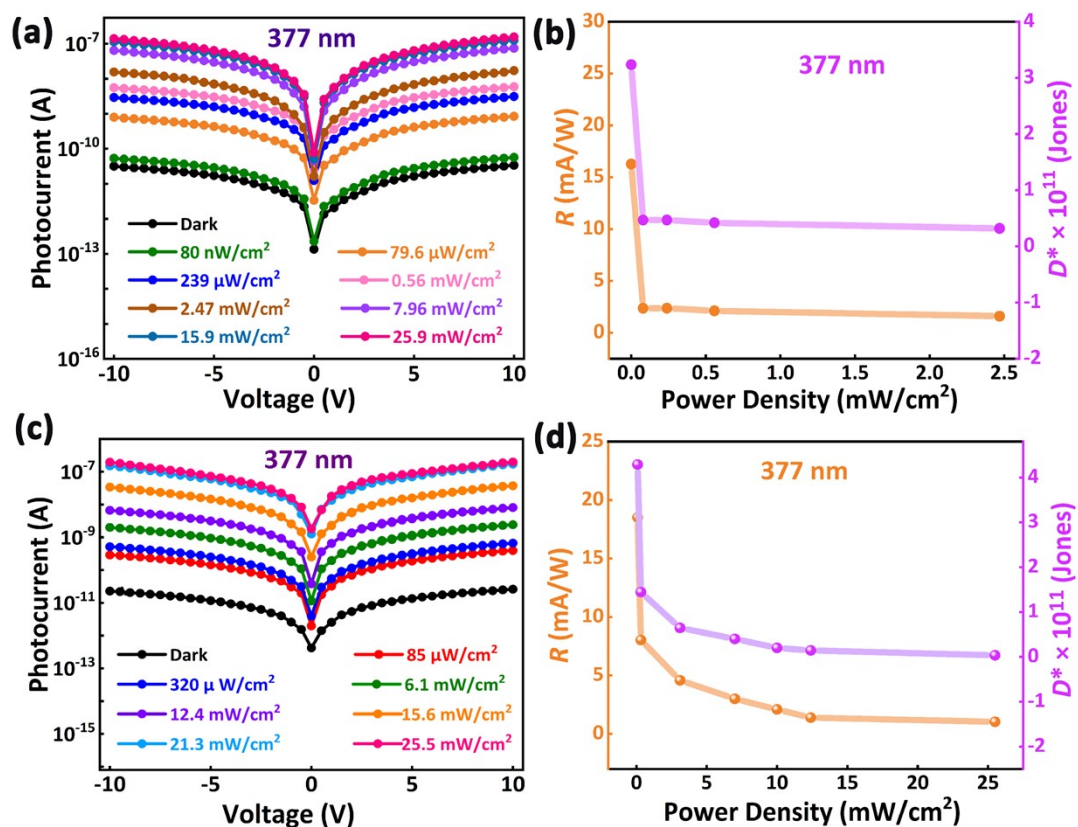 (a)
377 nm
Photocurrent (A)
10⁻⁷
10⁻¹⁰
10⁻¹³
10⁻¹⁶
Dark
80 nW/cm²
79.6 µW/cm²
239 µW/cm²
0.56 mW/cm²
2.47 mW/cm²
7.96 mW/cm²
15.9 mW/cm²
25.9 mW/cm²
-10 -5 0 5 10
Voltage (V)
(b)
377 nm
R (mA/W)
30
25
20
15
10
5
0
D* × 10¹¹ (Jones)
4
3
2
1
0
-1
-2
0.0 0.5 1.0 1.5 2.0 2.5
Power Density (mW/cm²)
(c)
377 nm
Photocurrent (A)
10⁻⁷
10⁻⁹
10⁻¹¹
10⁻¹³
10⁻¹⁵
Dark
85 µW/cm²
320 µ W/cm²
6.1 mW/cm²
12.4 mW/cm²
15.6 mW/cm²
21.3 mW/cm²
25.5 mW/cm²
-10 -5 0 5 10
Voltage (V)
(d)
377 nm
R (mA/W)
25
20
15
10
5
0
D* × 10¹¹ (Jones)
4
3
2
1
0
1
2
0 5 10 15 20 25
Power Density (mW/cm²)